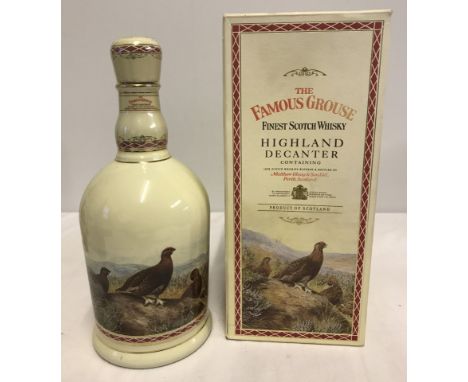 THE
FAMOUS GROUSE
FINEST SCOTCH WHISKY
HIGHLAND
DECANTER
CONTAINING
Matthew Gloag & Son Ltd.,
Perth, Scotland
PRODUCT OF SCOTLAND